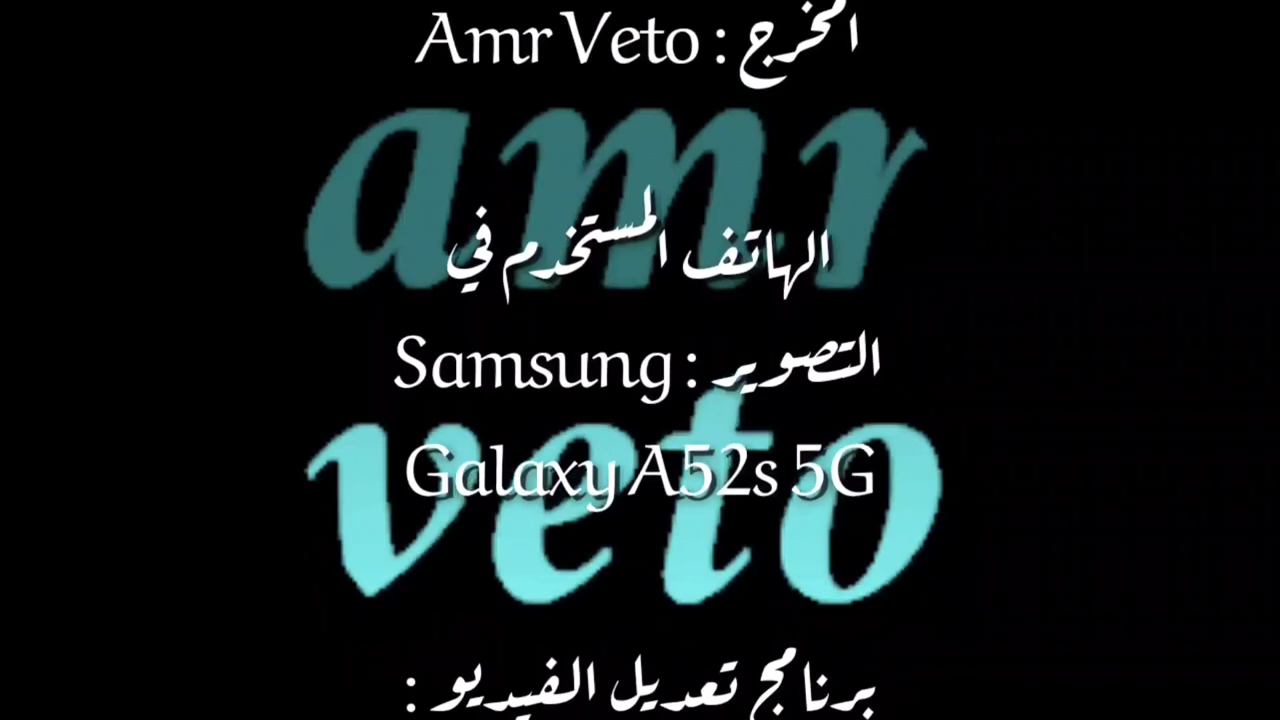 المخرج : Amr Veto
amr
الهاتف المستخدم في
التصوير : Samsung
veto
Galaxy A52s 5G
برنامج تعديل الفيديو :